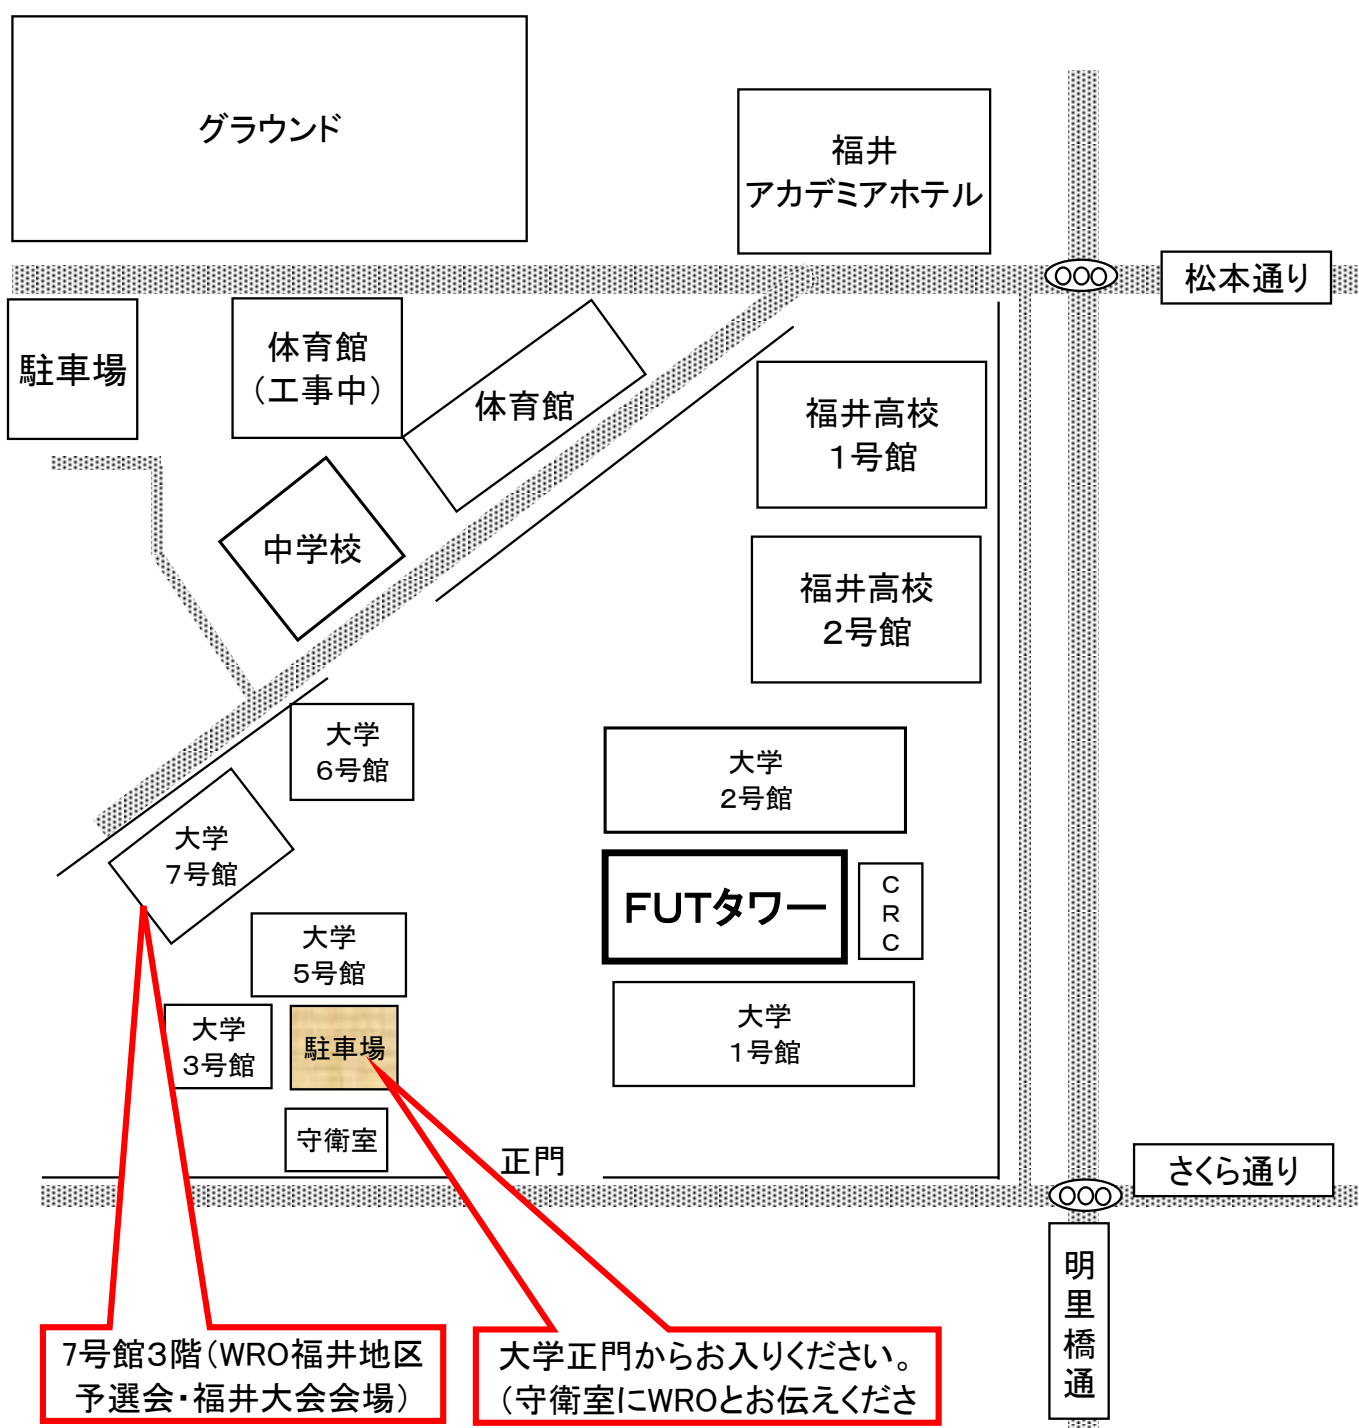 グラウンド
福井
アカデミアホテル
松本通り
駐車場
体育館
（工事中）
体育館
福井高校
１号館
中学校
福井高校
２号館
大学
６号館
大学
２号館
大学
７号館
FUTタワー
C
R
C
大学
５号館
大学
３号館
駐車場
大学
１号館
守衛室
正門
さくら通り
明
里
橋
通
7号館３階（WRO福井地区
予選会・福井大会会場）
大学正門からお入りください。
（守衛室にWROとお伝えくださ